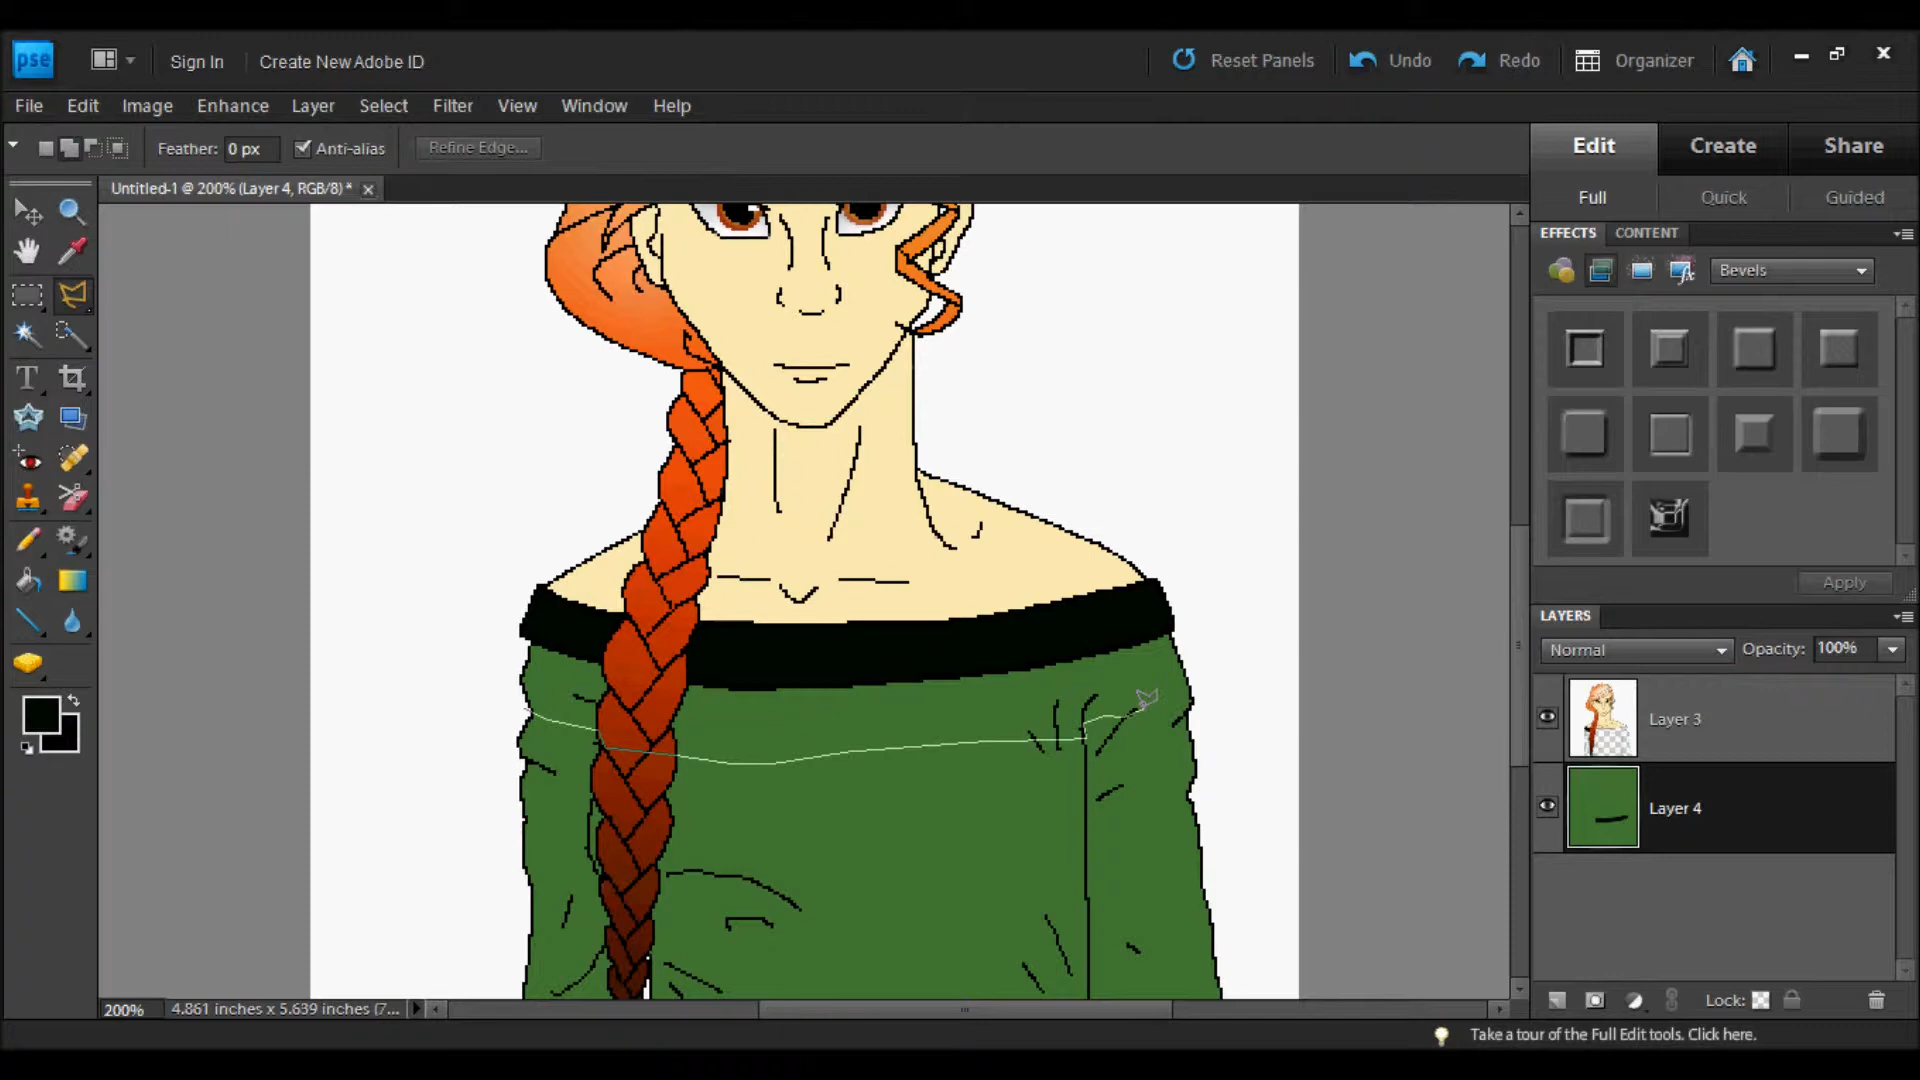 pse
Sign In
Create New Adobe ID
Reset Panels
Undo
Redo
Organizer
File Edit Image Enhance Layer Select Filter View Window Help
Feather: 0 px
Anti-alias
Refine Edge...
Edit
Create
Share
Untitled-1 @ 200% (Layer 4, RGB/8) *
Full
Quick
Guided
EFFECTS
CONTENT
Bevels
T
Apply
LAYERS
Normal
Opacity: 100%
Layer 3
Layer 4
200%
4.861 inches x 5.639 inches (7...
Lock:
Take a tour of the Full Edit tools. Click here.